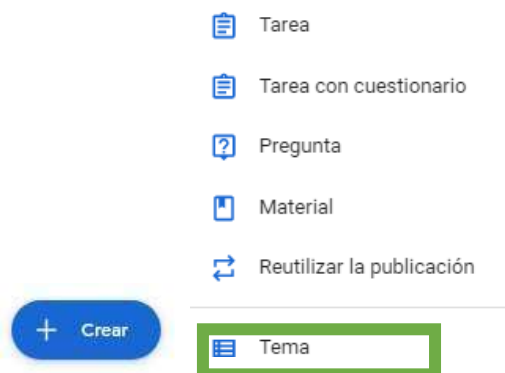 Tarea
Tarea con cuestionario
Pregunta
Material
Reutilizar la publicación
Crear
Tema